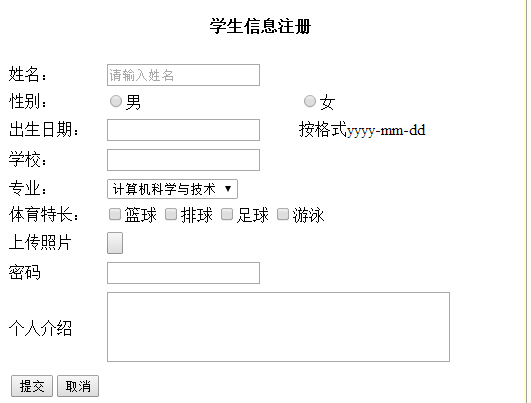 学生信息注册
姓名： 请输入姓名
性别： 男 女
出生日期： 按格式yyyy-mm-dd
学校：
专业： 计算机科学与技术
体育特长： 篮球 排球 足球 游泳
上传照片
密码
个人介绍
提交 取消